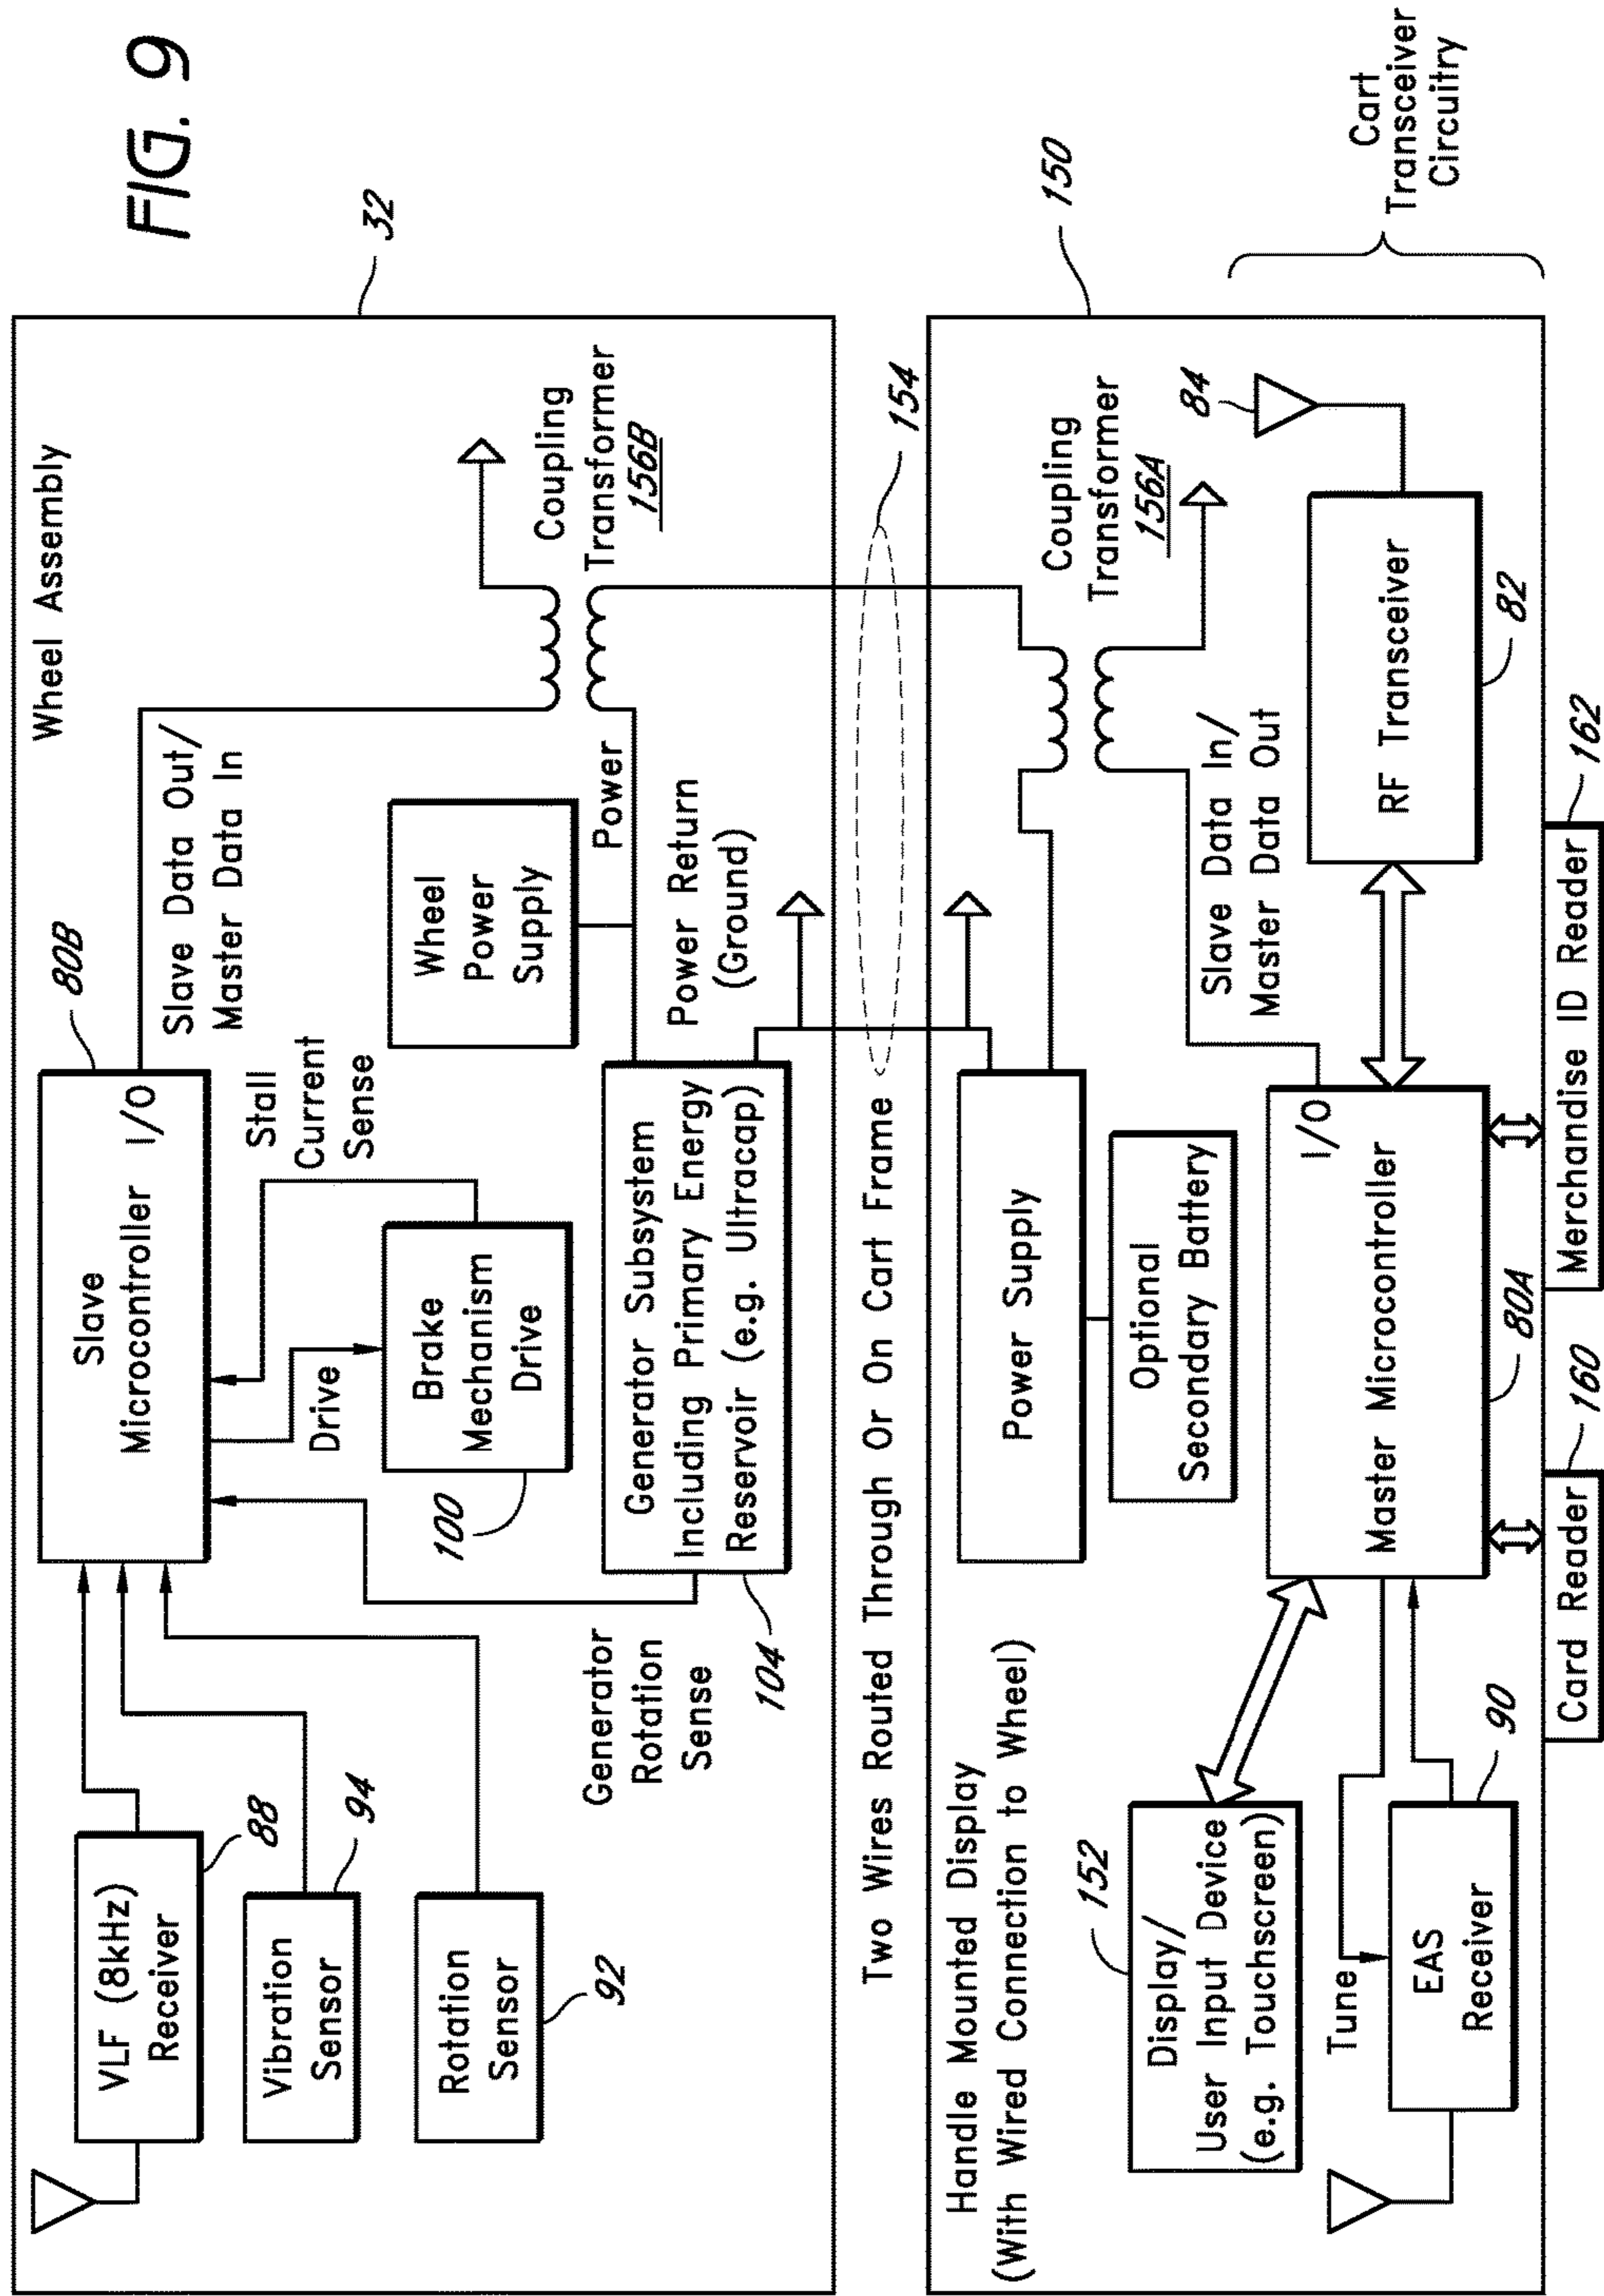 FIG. 9
Wheel Assembly
32
VLF (8kHz)
Receiver
88
Vibration
Sensor
94
Rotation
Sensor
92
Slave
Microcontroller
I/O
80B
Slave Data Out/
Master Data In
Stall
Current
Sense
Drive
Brake
Mechanism
Drive
100
Wheel
Power
Supply
Power
Coupling
Transformer
156B
Generator Subsystem
Including Primary Energy
Reservoir (e.g. Ultracap)
104
Generator
Rotation
Sense
Power Return
(Ground)
Two Wires Routed Through Or On Cart Frame
154
Handle Mounted Display
(With Wired Connection to Wheel)
150
Power Supply
Optional
Secondary Battery
Coupling
Transformer
156A
Slave Data In/
Master Data Out
84
RF Transceiver
82
I/O
Master Microcontroller
80A
Display/
User Input Device
(e.g. Touchscreen)
152
Tune
EAS
Receiver
90
Card Reader
160
Merchandise ID Reader
162
Cart
Transceiver
Circuitry